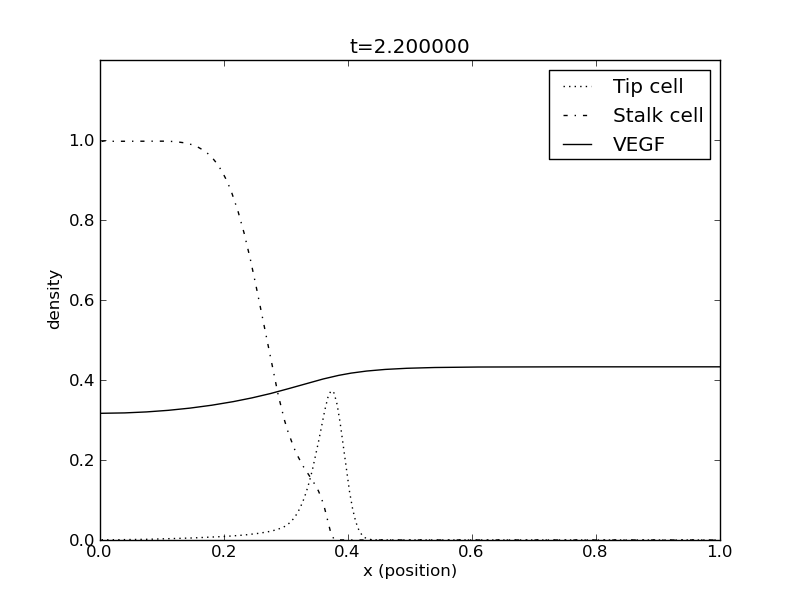 t=2.200000
Tip cell
Stalk cell
VEGF
density
1.0
0.8
0.6
0.4
0.2
0.0
0.0 0.2 0.4 0.6 0.8 1.0
x (position)